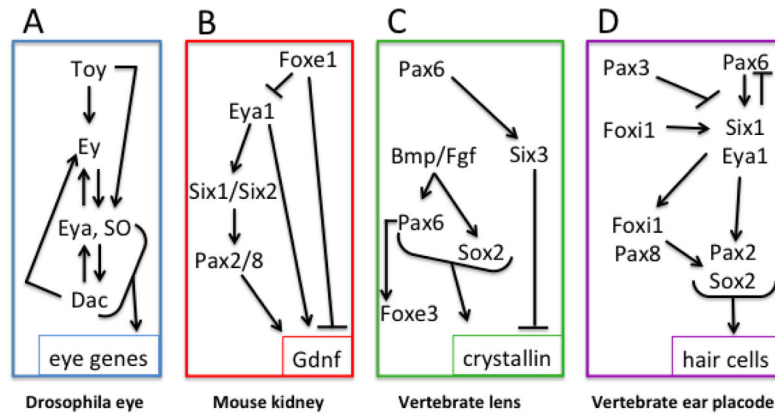 A
Toy
Ey
Eya, SO
Dac
eye genes
Drosophila eye
B
Foxe1
Eya1
Six1/Six2
Pax2/8
Gdnf
Mouse kidney
C
Pax6
Bmp/Fgf
Six3
Pax6
Sox2
Foxe3
crystallin
Vertebrate lens
D
Pax3
Pax6
Foxi1
Six1
Eya1
Foxi1
Pax8
Pax2
Sox2
hair cells
Vertebrate ear placode